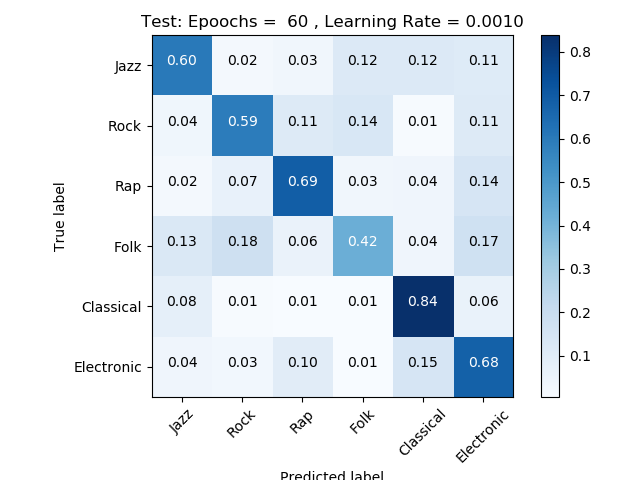 Test: Epoochs =  60 , Learning Rate = 0.0010
True label
Jazz 0.60 0.02 0.03 0.12 0.12 0.11
Rock 0.04 0.59 0.11 0.14 0.01 0.11
Rap 0.02 0.07 0.69 0.03 0.04 0.14
Folk 0.13 0.18 0.06 0.42 0.04 0.17
Classical 0.08 0.01 0.01 0.01 0.84 0.06
Electronic 0.04 0.03 0.10 0.01 0.15 0.68
Jazz Rock Rap Folk Classical Electronic
Predicted label
0.8
0.7
0.6
0.5
0.4
0.3
0.2
0.1